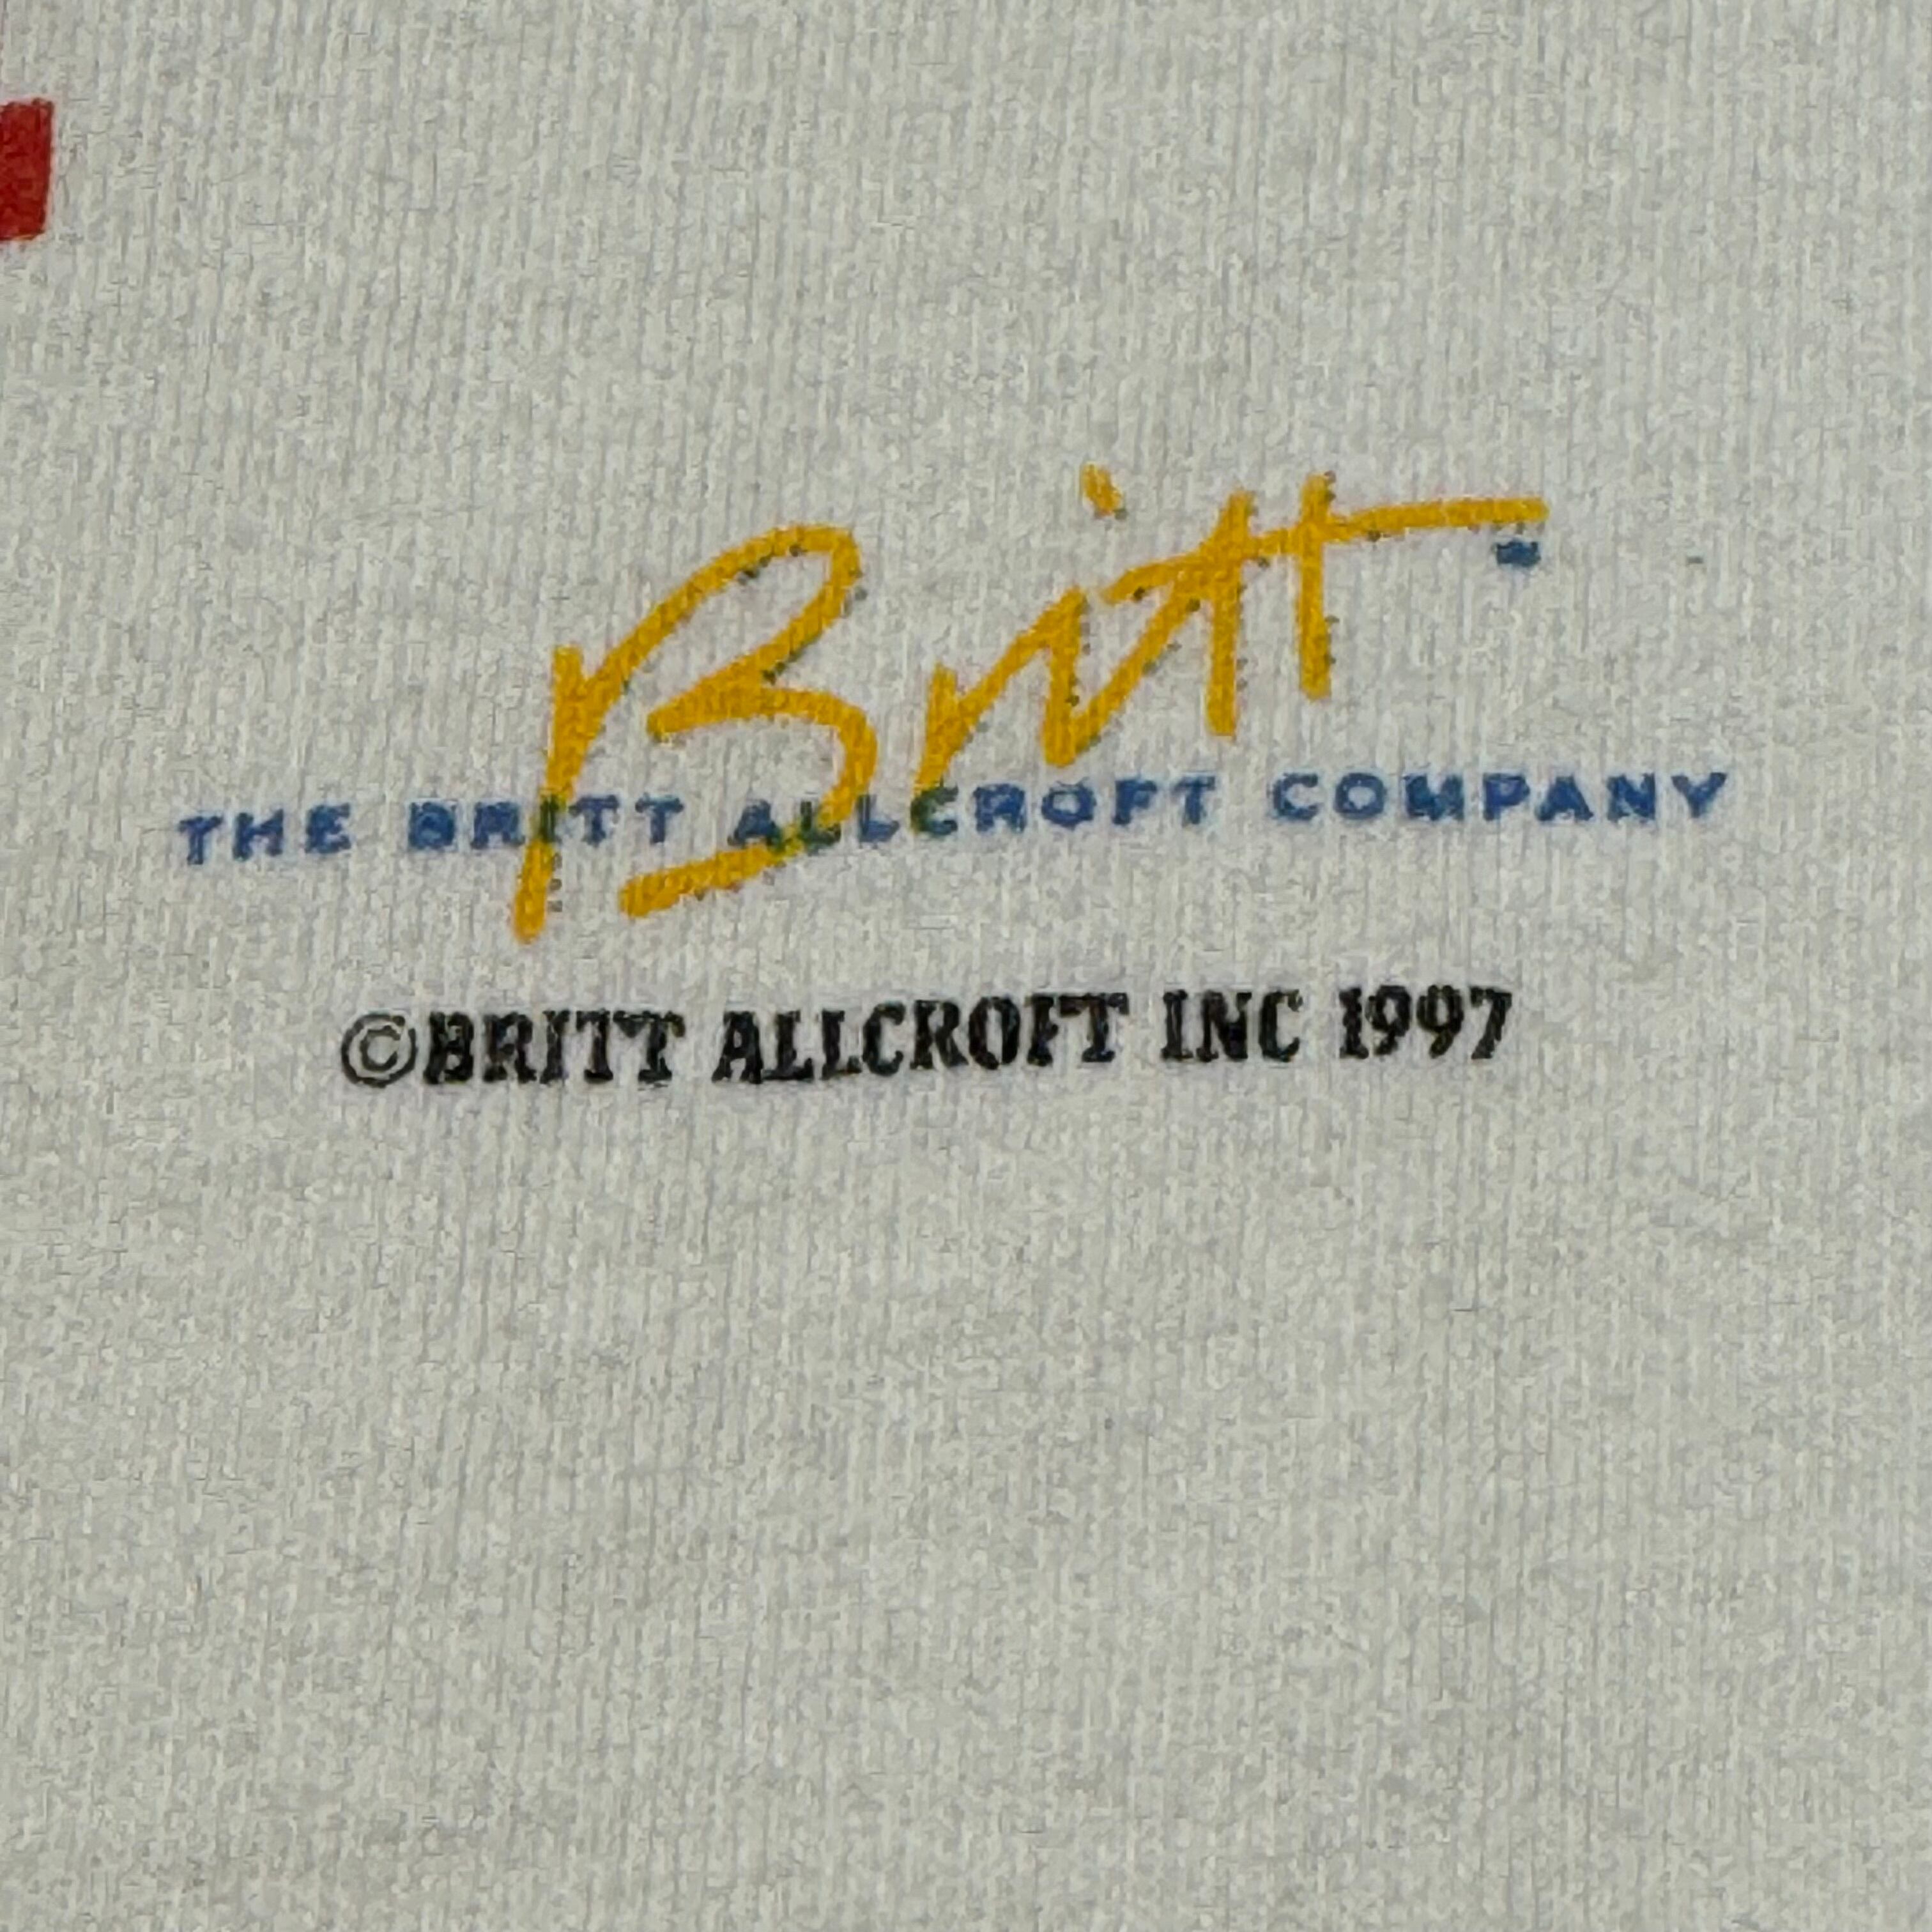 Britt
THE BRITT ALLCROFT COMPANY
©BRITT ALLCROFT INC 1997